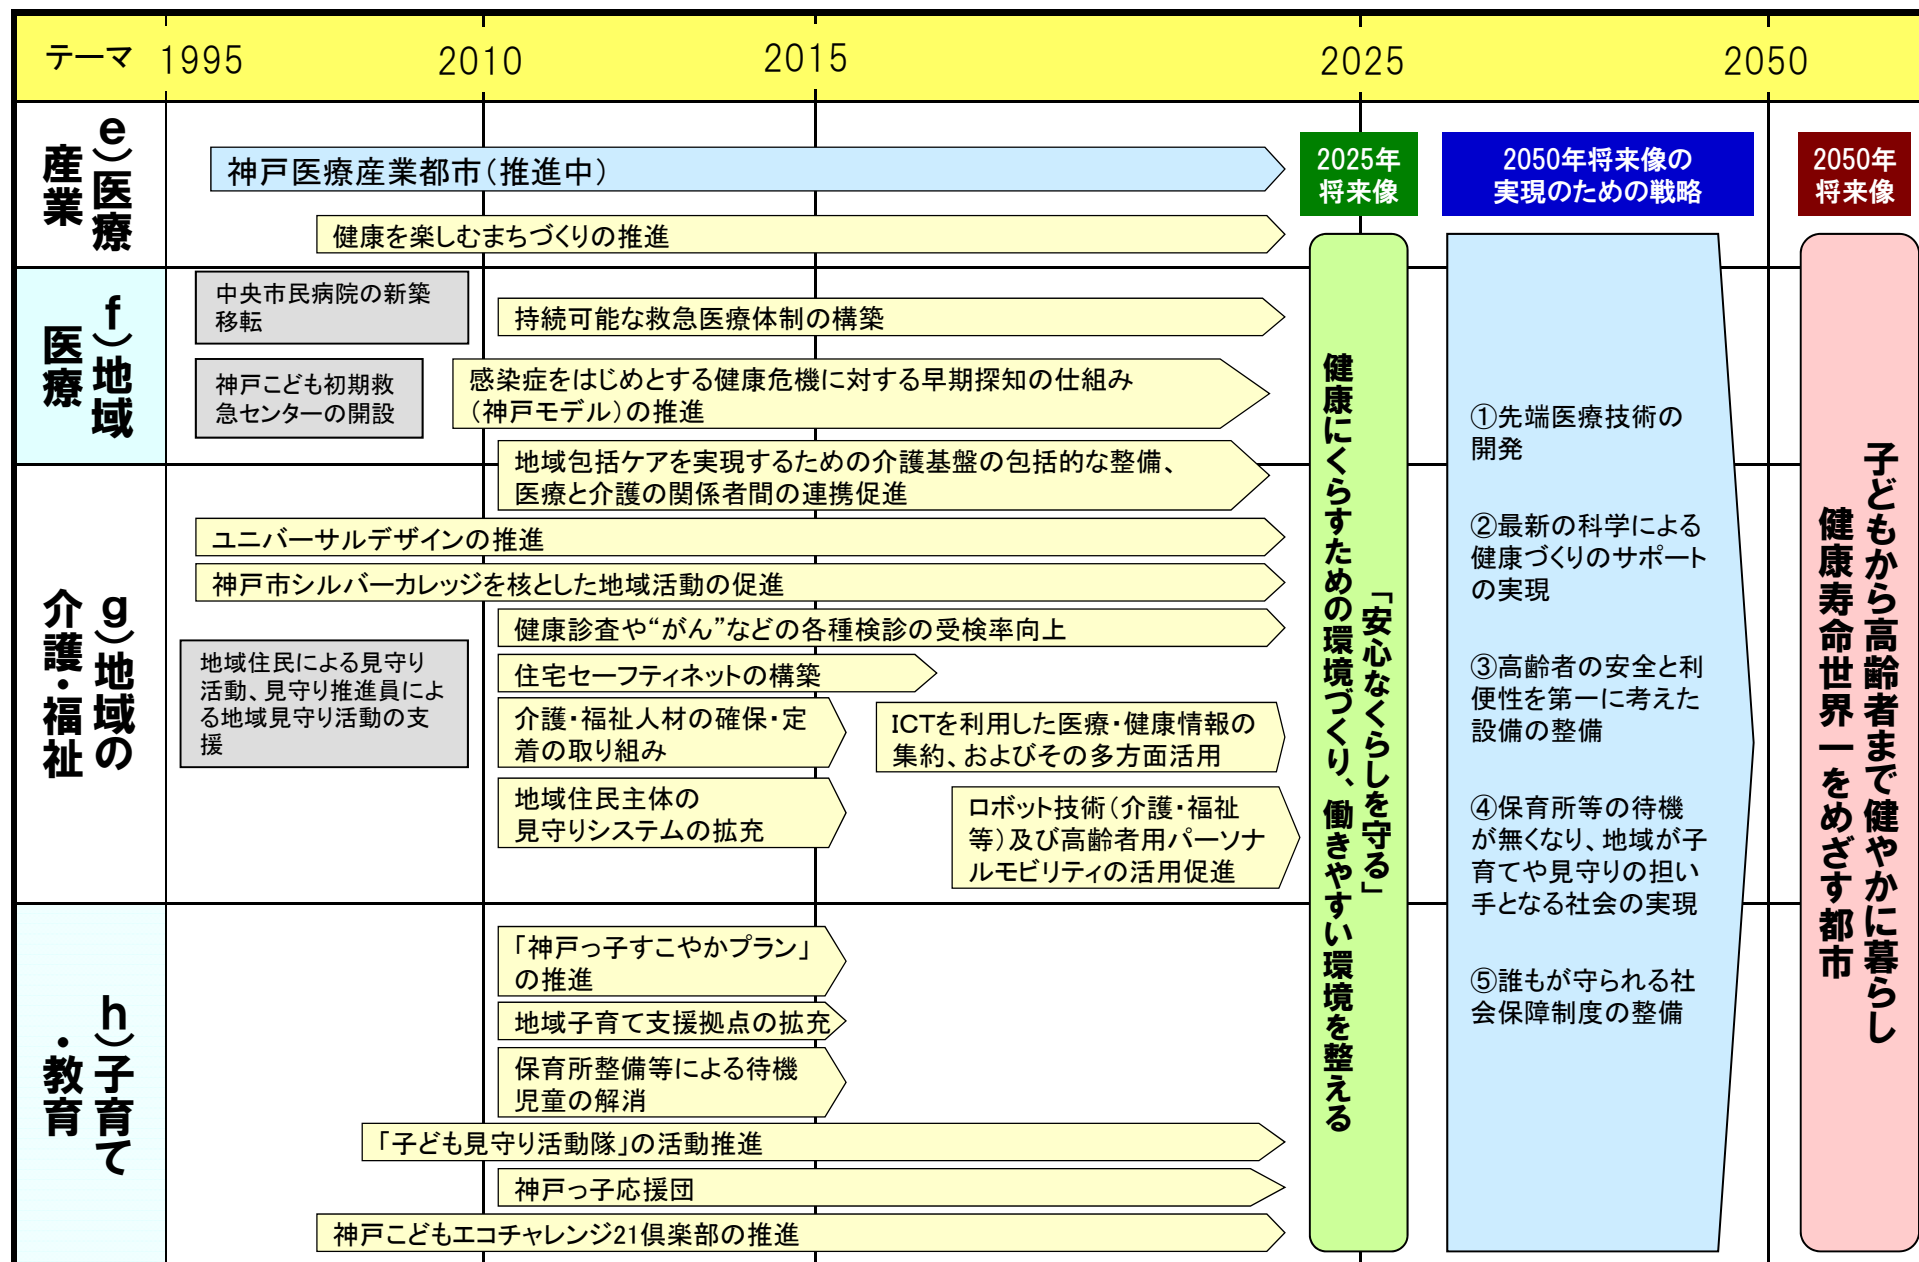 テーマ 1995 2010 2015 2025 2050
e)医療
産業
神戸医療産業都市(推進中)
健康を楽しむまちづくりの推進
2025年
将来像
2050年将来像の
実現のための戦略
2050年
将来像
f)地域
医療
中央市民病院の新築
移転
持続可能な救急医療体制の構築
神戸こども初期救
急センターの開設
感染症をはじめとする健康危機に対する早期探知の仕組み
(神戸モデル)の推進
地域包括ケアを実現するための介護基盤の包括的な整備、
医療と介護の関係者間の連携促進
g)地域の
介護・福祉
ユニバーサルデザインの推進
神戸市シルバーカレッジを核とした地域活動の促進
健康診査や“がん”などの各種検診の受検率向上
地域住民による見守り
活動、見守り推進員によ
る地域見守り活動の支
援
住宅セーフティネットの構築
介護・福祉人材の確保・定
着の取り組み
ICTを利用した医療・健康情報の
集約、およびその多方面活用
地域住民主体の
見守りシステムの拡充
ロボット技術(介護・福祉
等)及び高齢者用パーソナ
ルモビリティの活用促進
h)子育て
・教育
「神戸っ子すこやかプラン」
の推進
地域子育て支援拠点の拡充
保育所整備等による待機
児童の解消
「子ども見守り活動隊」の活動推進
神戸っ子応援団
神戸こどもエコチャレンジ21倶楽部の推進
「安心なくらしを守る」
健康にくらすための環境づくり、働きやすい環境を整える
①先端医療技術の
開発
②最新の科学による
健康づくりのサポート
の実現
③高齢者の安全と利
便性を第一に考えた
設備の整備
④保育所等の待機
が無くなり、地域が子
育てや見守りの担い
手となる社会の実現
⑤誰もが守られる社
会保障制度の整備
子どもから高齢者まで健やかに暮らし
健康寿命世界一をめざす都市